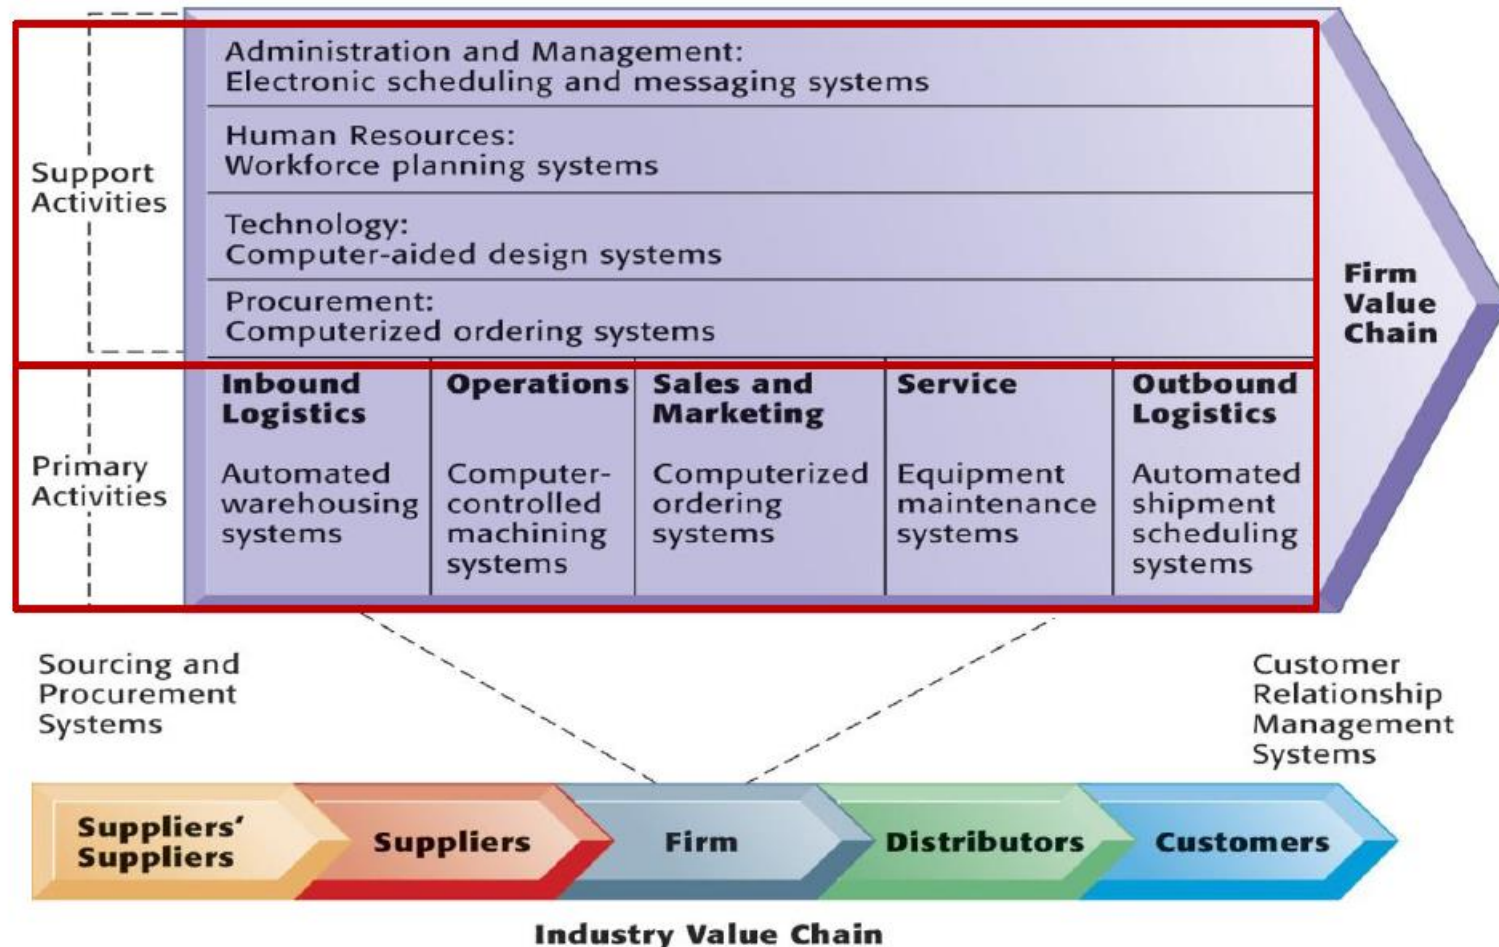 Administration and Management:
Electronic scheduling and messaging systems
Human Resources:
Workforce planning systems
Support
Activities
Technology:
Computer-aided design systems
Procurement:
Computerized ordering systems
Firm
Value
Chain
Primary
Activities
Inbound
Logistics
Automated
warehousing
systems
Operations
Computer-
controlled
machining
systems
Sales and
Marketing
Computerized
ordering
systems
Service
Equipment
maintenance
systems
Outbound
Logistics
Automated
shipment
scheduling
systems
Sourcing and
Procurement
Systems
Customer
Relationship
Management
Systems
Suppliers'
Suppliers
Suppliers
Firm
Distributors
Customers
Industry Value Chain